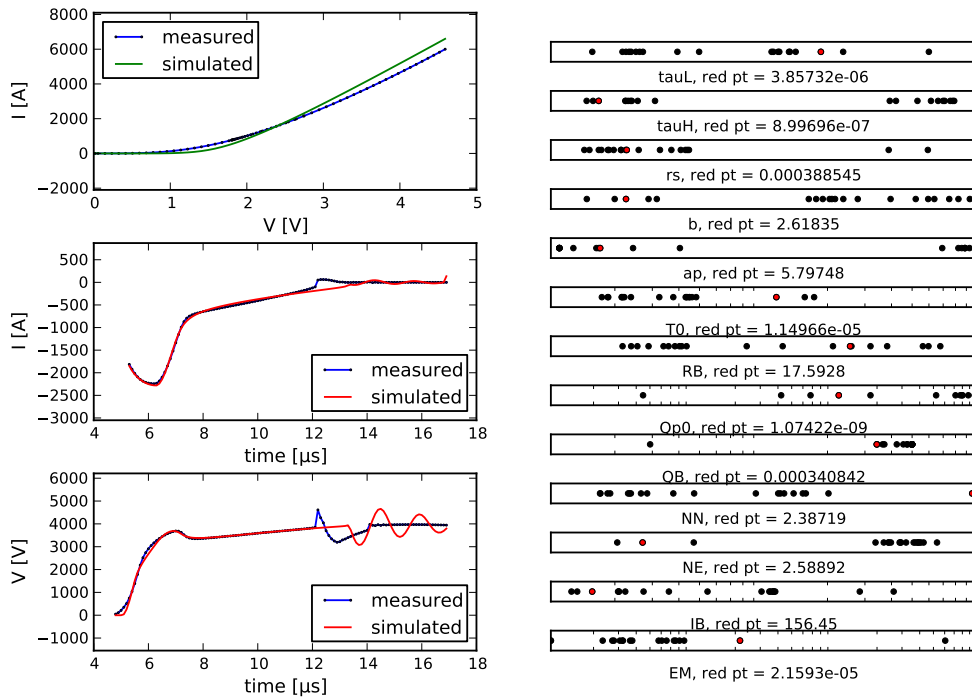 I [A]
8000
6000
4000
2000
0
−2000
measured
simulated
0 1 2 3 4 5
V [V]
I [A]
500
0
−500
−1000
−1500
−2000
−2500
−3000
measured
simulated
4 6 8 10 12 14 16 18
time [µs]
V [V]
6000
5000
4000
3000
2000
1000
0
−1000
measured
simulated
4 6 8 10 12 14 16 18
time [µs]
tauL, red pt = 3.85732e-06
tauH, red pt = 8.99696e-07
rs, red pt = 0.000388545
b, red pt = 2.61835
ap, red pt = 5.79748
T0, red pt = 1.14966e-05
RB, red pt = 17.5928
Op0, red pt = 1.07422e-09
OB, red pt = 0.000340842
NN, red pt = 2.38719
NE, red pt = 2.58892
IB, red pt = 156.45
EM, red pt = 2.1593e-05